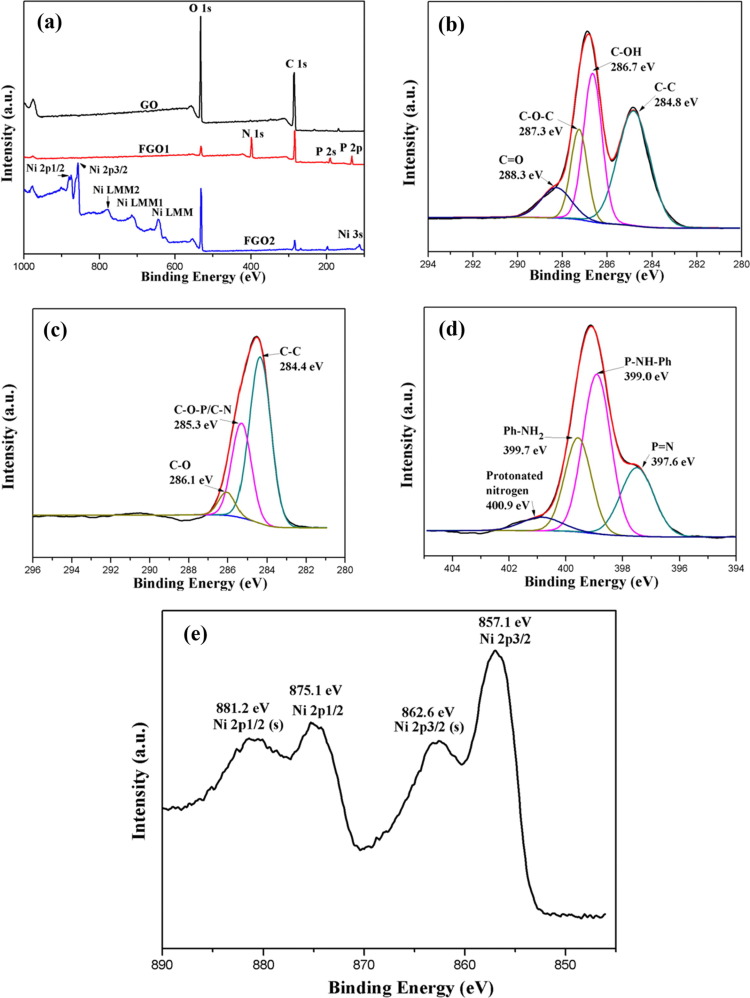 (a)
O 1s
C 1s
GO
N 1s
FGO1
P 2s P 2p
Ni 2p1/2
Ni 2p3/2
Ni LMM2
Ni LMM1
Ni LMM
FGO2
Ni 3s
Intensity (a.u.)
1000 800 600 400 200
Binding Energy (eV)
(b)
C-OH
286.7 eV
C-C
284.8 eV
C-O-C
287.3 eV
C=O
288.3 eV
Intensity (a.u.)
294 292 290 288 286 284 282 280
Binding Energy (eV)
(c)
C-C
284.4 eV
C-O-P/C-N
285.3 eV
C-O
286.1 eV
Intensity (a.u.)
296 294 292 290 288 286 284 282 280
Binding Energy (eV)
(d)
P-NH-Ph
399.0 eV
Ph-NH2
399.7 eV
P=N
397.6 eV
Protonated
nitrogen
400.9 eV
Intensity (a.u.)
404 402 400 398 396 394
Binding Energy (eV)
(e)
857.1 eV
Ni 2p3/2
875.1 eV
Ni 2p1/2
881.2 eV
Ni 2p1/2 (s)
862.6 eV
Ni 2p3/2 (s)
Intensity (a.u.)
890 880 870 860 850
Binding Energy (eV)